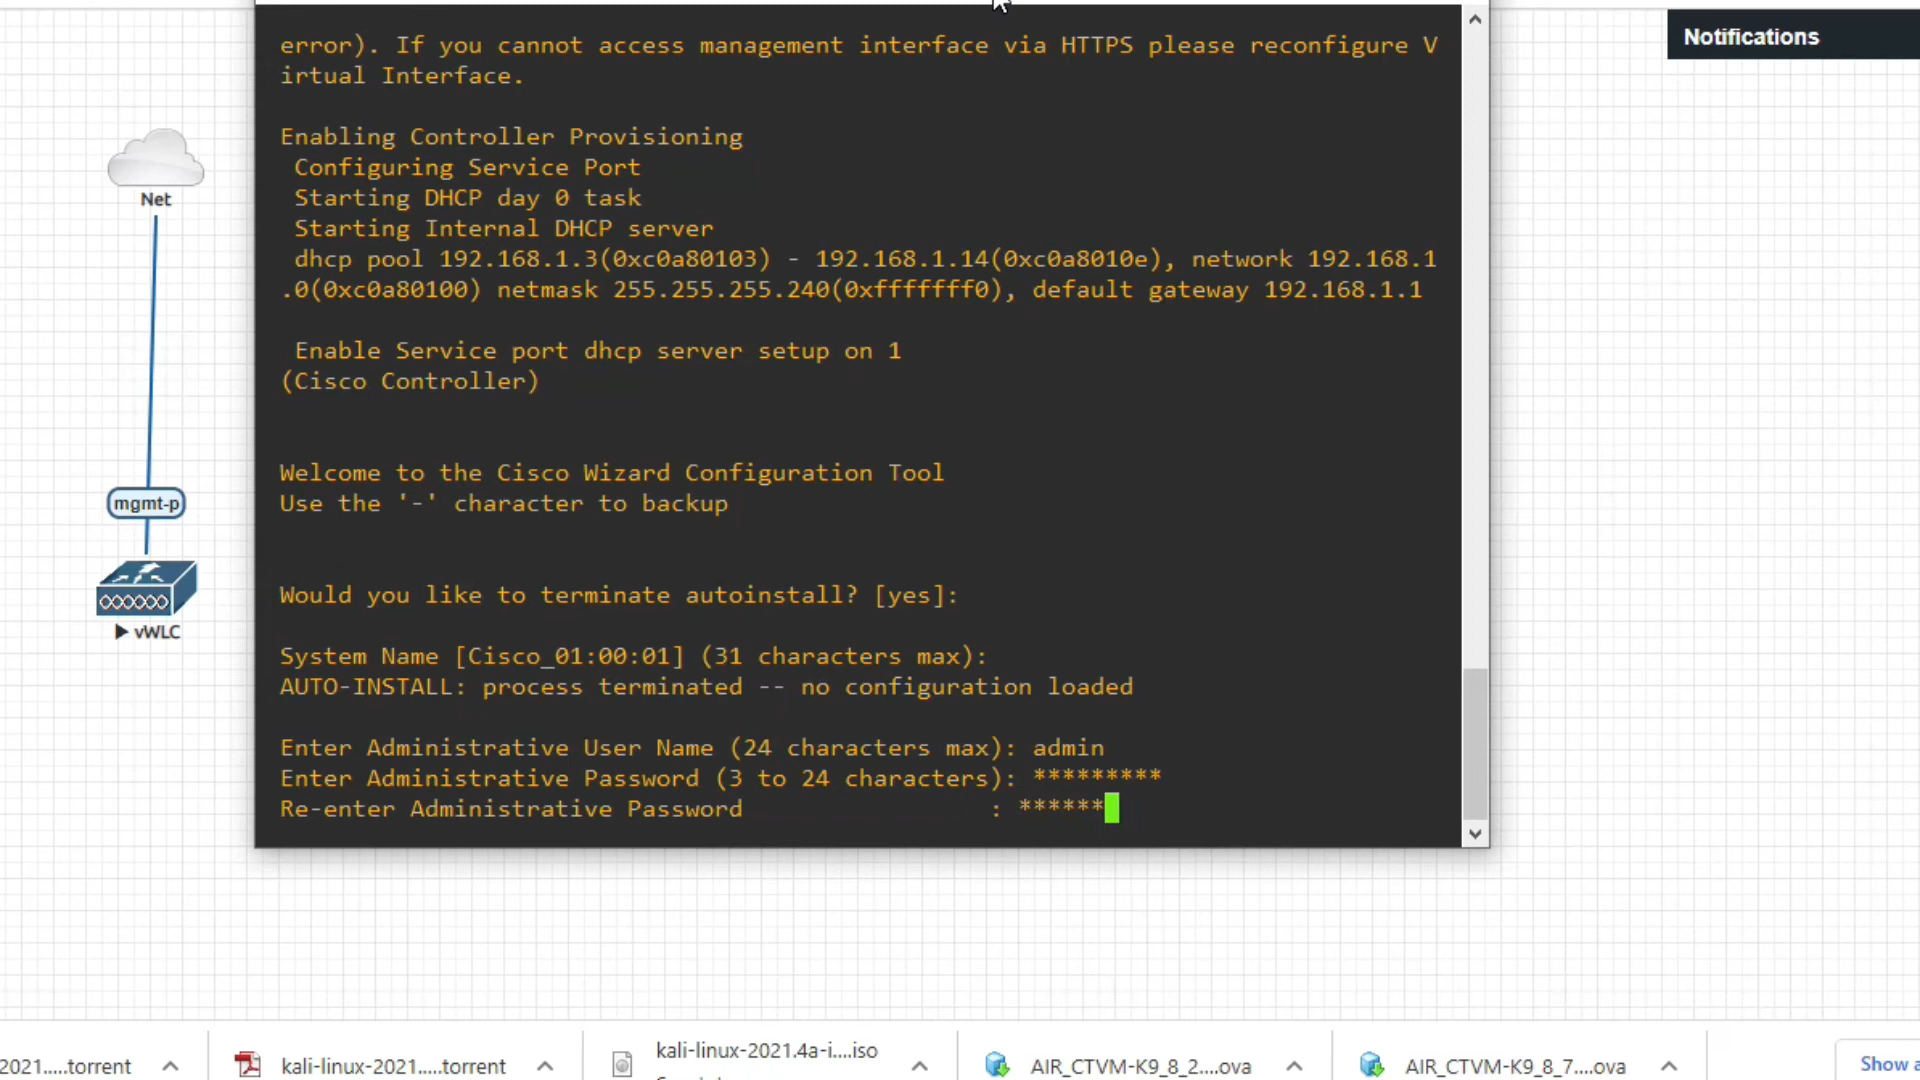 Notifications
error). If you cannot access management interface via HTTPS please reconfigure V
irtual Interface.
Enabling Controller Provisioning
Configuring Service Port
Starting DHCP day 0 task
Starting Internal DHCP server
dhcp pool 192.168.1.3(0xc0a80103) - 192.168.1.14(0xc0a8010e), network 192.168.1
.0(0xc0a80100) netmask 255.255.255.240(0xfffffff0), default gateway 192.168.1.1
Enable Service port dhcp server setup on 1
(Cisco Controller)
Welcome to the Cisco Wizard Configuration Tool
Use the '-' character to backup
Would you like to terminate autoinstall? [yes]:
System Name [Cisco_01:00:01] (31 characters max):
AUTO-INSTALL: process terminated -- no configuration loaded
Enter Administrative User Name (24 characters max): admin
Enter Administrative Password (3 to 24 characters): *********
Re-enter Administrative Password : ******
Net
mgmt-p
vWLC
2021.....torrent
kali-linux-2021.....torrent
kali-linux-2021.4a-i....iso
AIR_CTVM-K9_8_2....ova
AIR_CTVM-K9_8_7....ova
Show